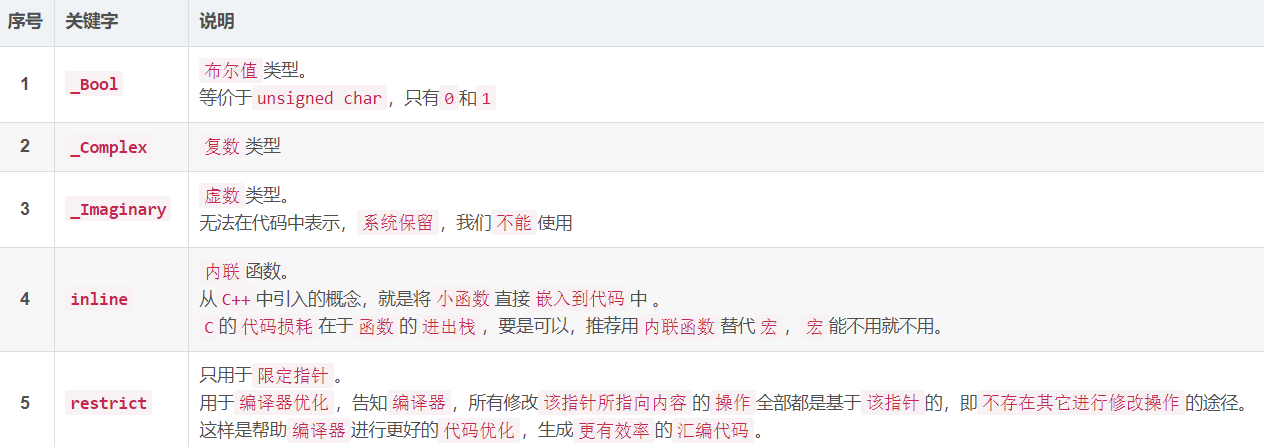 序号 关键字 说明
1 _Bool 布尔值 类型。
等价于 unsigned char ，只有 0 和 1
2 _Complex 复数 类型
3 _Imaginary 虚数 类型。
无法在代码中表示， 系统保留 ，我们 不能 使用
4 inline 内联 函数。
从 C++ 中引入的概念，就是将 小函数 直接 嵌入到代码 中 。
C 的 代码损耗 在于 函数 的 进出栈 ，要是可以，推荐用 内联函数 替代 宏 ， 宏 能不用就不用。
5 restrict 只用于 限定指针 。
用于 编译器优化 ，告知 编译器 ，所有修改 该指针所指向内容 的 操作 全部都是基于 该指针 的，即 不存在其它进行修改操作 的途径。
这样是帮助 编译器 进行更好的 代码优化 ，生成 更有效率 的 汇编代码 。